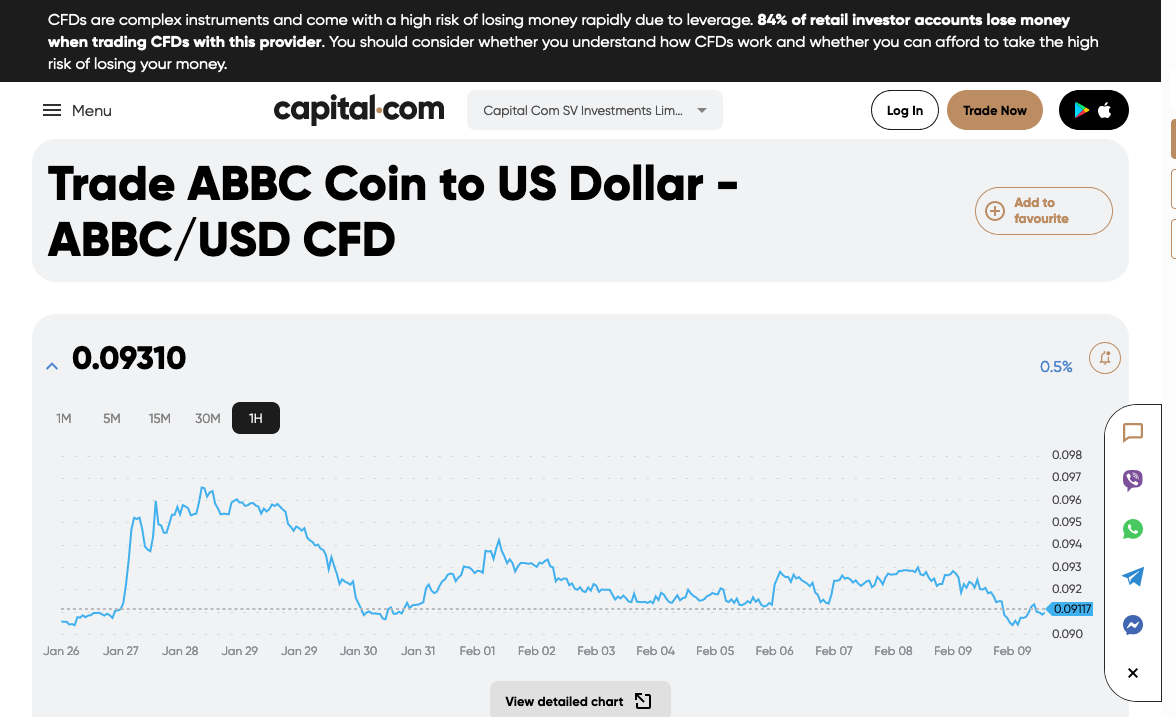 CFDs are complex instruments and come with a high risk of losing money rapidly due to leverage. 84% of retail investor accounts lose money
when trading CFDs with this provider. You should consider whether you understand how CFDs work and whether you can afford to take the high
risk of losing your money.
Menu
capital.com
Capital Com SV Investments Lim...
Log In
Trade Now
Trade ABBC Coin to US Dollar -
ABBC/USD CFD
Add to
favourite
0.09310
0.5%
1M 5M 15M 30M 1H
0.098
0.097
0.096
0.095
0.094
0.093
0.092
0.09117
0.090
Jan 26 Jan 27 Jan 28 Jan 29 Jan 29 Jan 30 Jan 31 Feb 01 Feb 02 Feb 03 Feb 04 Feb 05 Feb 06 Feb 07 Feb 08 Feb 09 Feb 09
View detailed chart